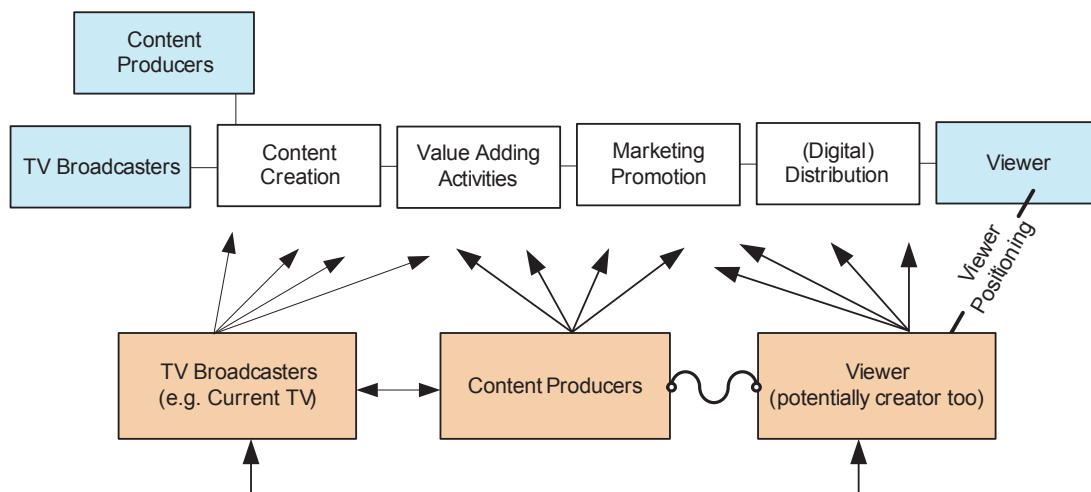 Content
Producers
TV Broadcasters
Content
Creation
Value Adding
Activities
Marketing
Promotion
(Digital)
Distribution
Viewer
Viewer
Positioning
TV Broadcasters
(e.g. Current TV)
Content Producers
Viewer
(potentially creator too)